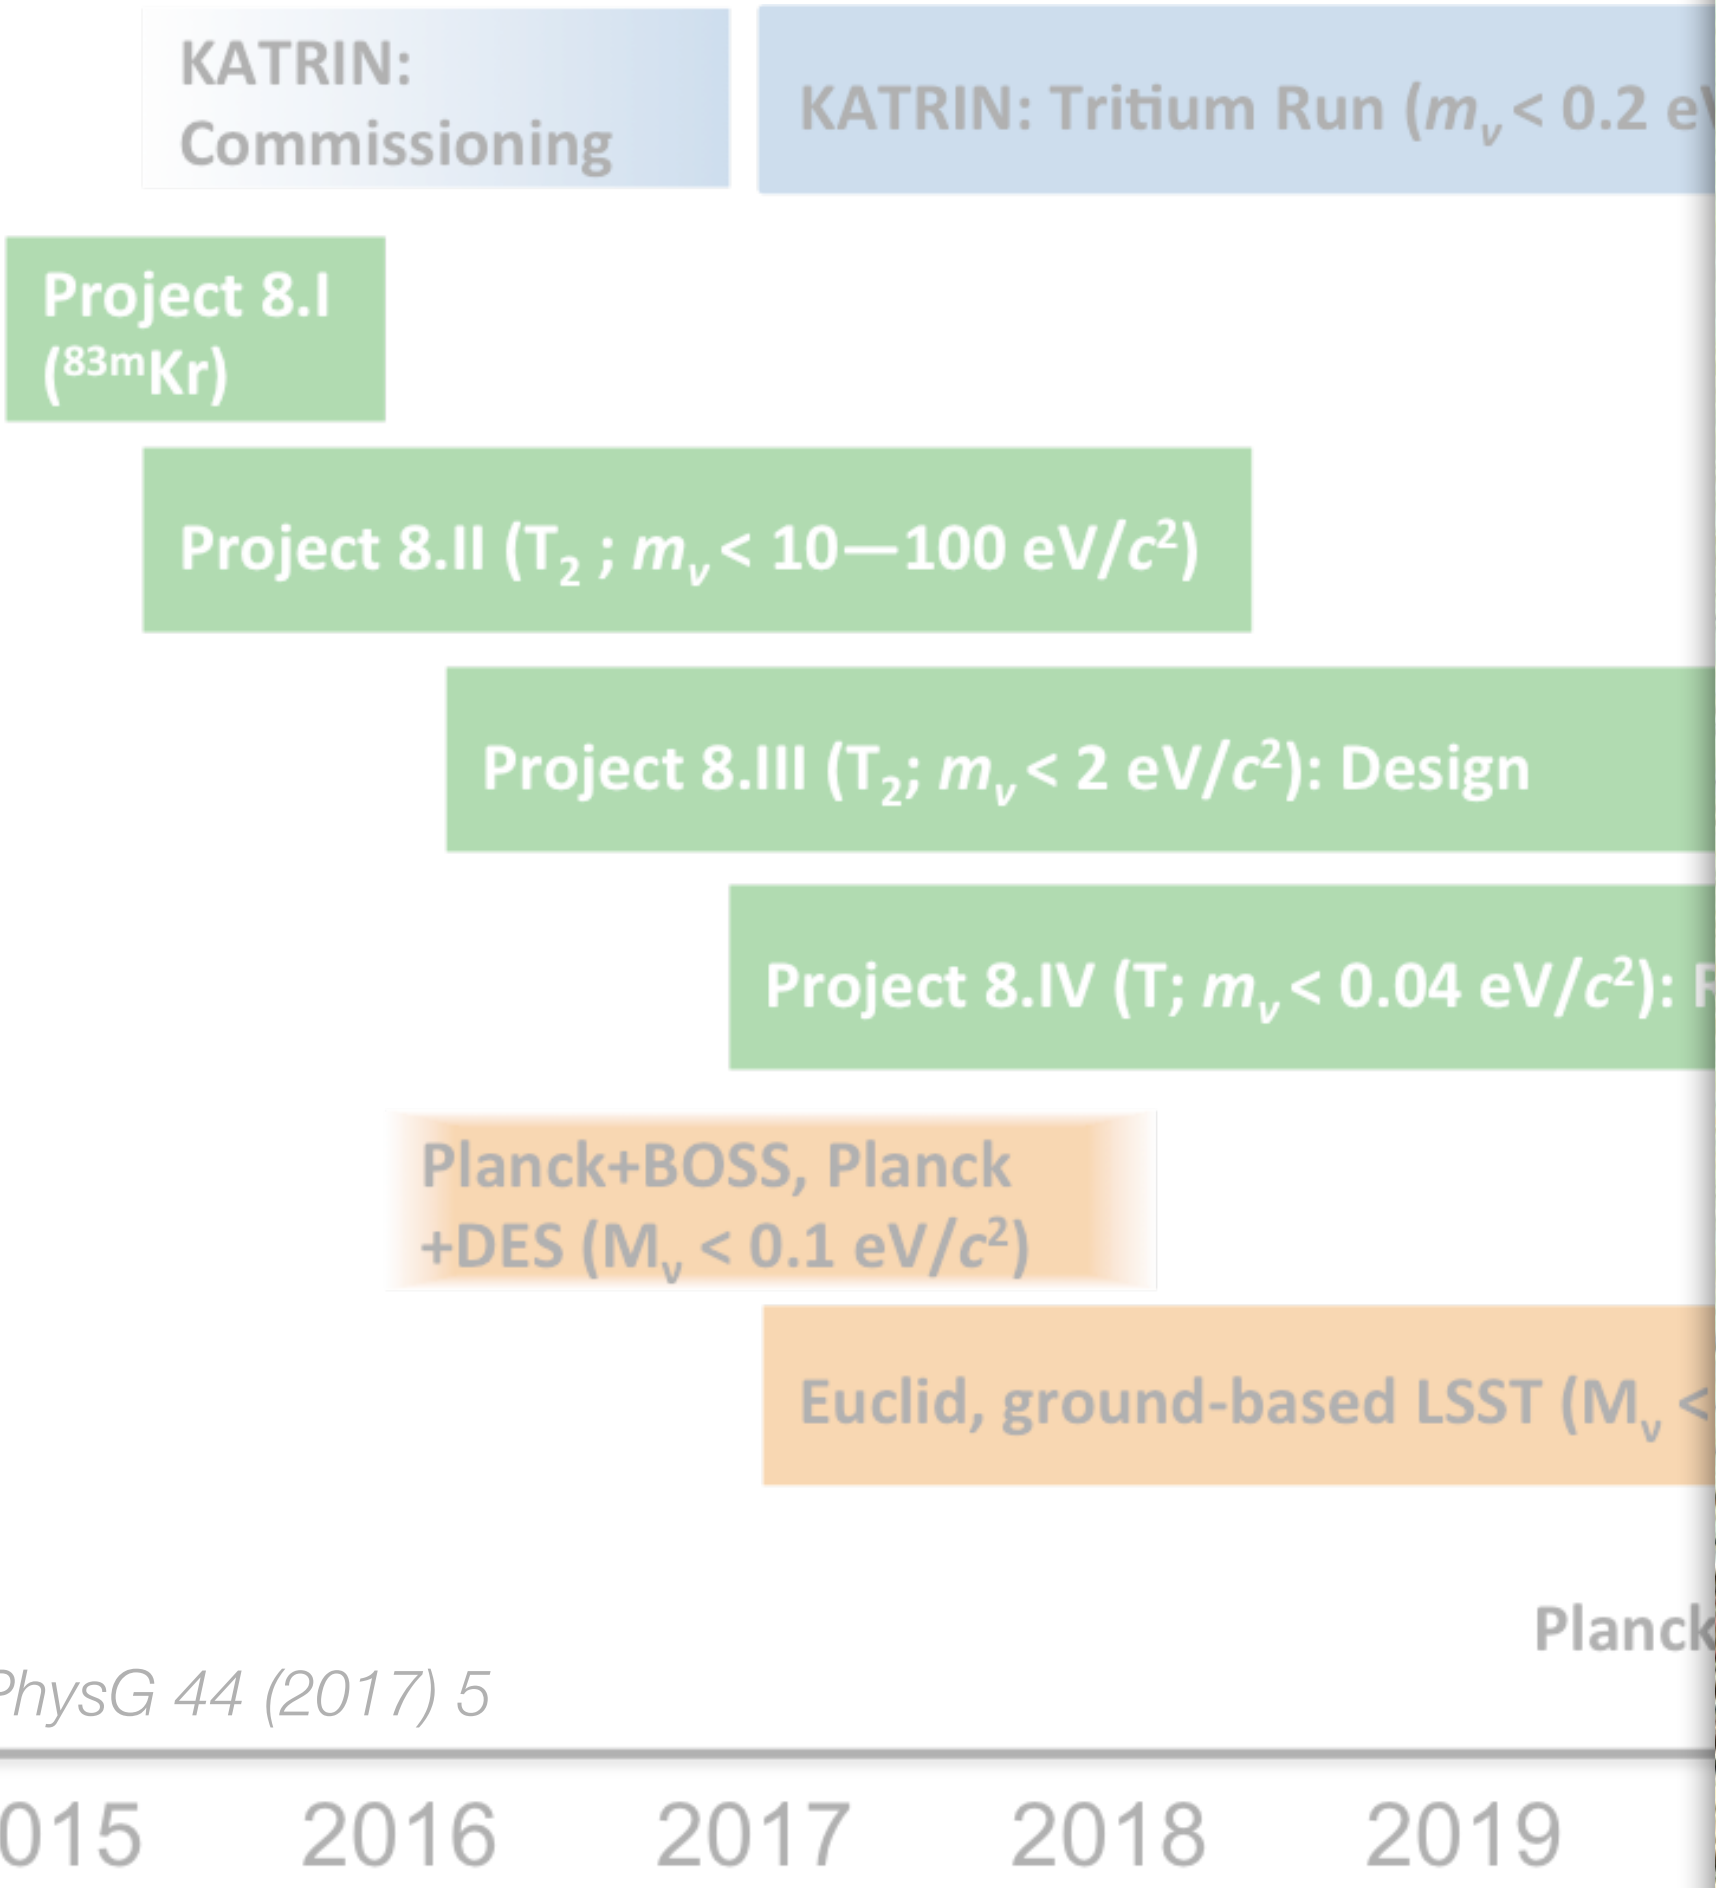 KATRIN:
Commissioning
KATRIN: Tritium Run (mν < 0.2
Project 8.I
(⁸³ᵐKr)
Project 8.II (T₂ ; mν < 10—100 eV/c²)
Project 8.III (T₂; mν < 2 eV/c²): Design
Project 8.IV (T; mν < 0.04 eV/c²):
Planck+BOSS, Planck
+DES (Mν < 0.1 eV/c²)
Euclid, ground-based LSST (Mν <
Planck
PhysG 44 (2017) 5
015 2016 2017 2018 2019